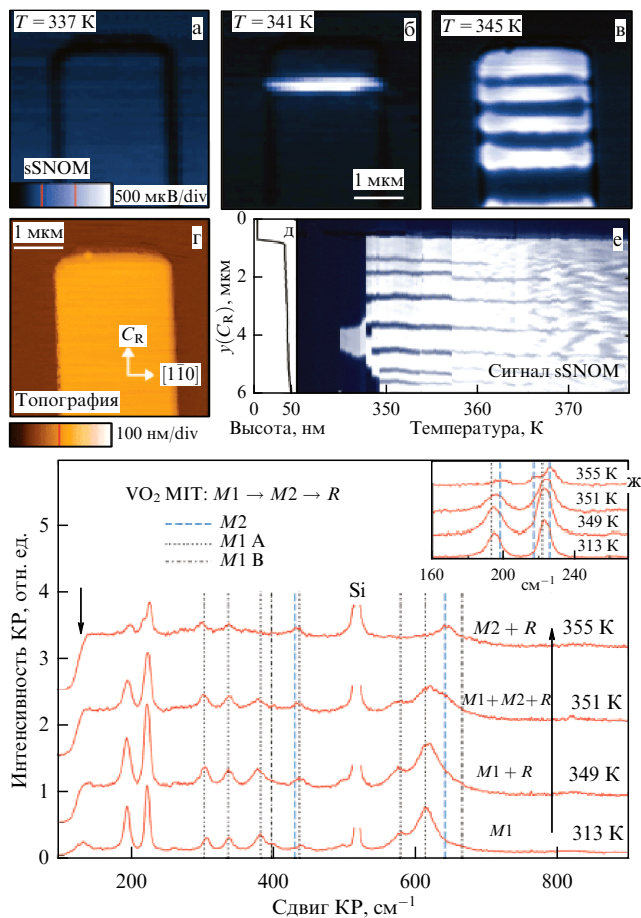 T = 337 К
а
sSNOM
500 мкВ/div
T = 341 К
б
1 мкм
T = 345 К
в
1 мкм
г
C_R
[11̄0]
Топография
100 нм/div
д
е
0
2
4
6
y(C_R), мкм
0
50
Высота, нм
Сигнал sSNOM
350
360
370
Температура, К
ж
355 К
351 К
349 К
313 К
160
180
220
260
см⁻¹
VO₂ MIT: M1 → M2 → R
M2
M1 A
M1 B
Si
M2 + R
355 К
M1 + M2 + R
351 К
M1 + R
349 К
M1
313 К
5
4
3
2
1
0
Интенсивность КР, отн. ед.
200
400
600
800
Сдвиг КР, см⁻¹